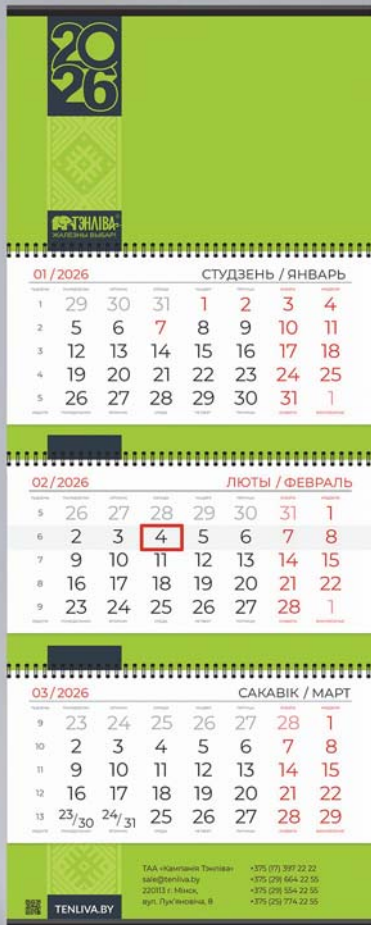 20
26
ТЭНЛІВА®
ЖАЛЕЗНЫ ВЫБАР!
01/2026 СТУДЗЕНЬ / ЯНВАРЬ
1 29 30 31 1 2 3 4
2 5 6 7 8 9 10 11
3 12 13 14 15 16 17 18
4 19 20 21 22 23 24 25
5 26 27 28 29 30 31 1
02/2026 ЛЮТЫ / ФЕВРАЛЬ
5 26 27 28 29 30 31 1
6 2 3 4 5 6 7 8
7 9 10 11 12 13 14 15
8 16 17 18 19 20 21 22
9 23 24 25 26 27 28 1
03/2026 САКАВІК / МАРТ
9 23 24 25 26 27 28 1
10 2 3 4 5 6 7 8
11 9 10 11 12 13 14 15
12 16 17 18 19 20 21 22
13 23/30 24/31 25 26 27 28 29
ТАА «Кампанія Тэнліва» +375 (17) 397 22 22
sale@tenliva.by +375 (29) 664 22 55
220113 г. Мінск, +375 (29) 554 22 55
вул. Лук'яновіча, 8 +375 (25) 774 22 55
TENLIVA.BY